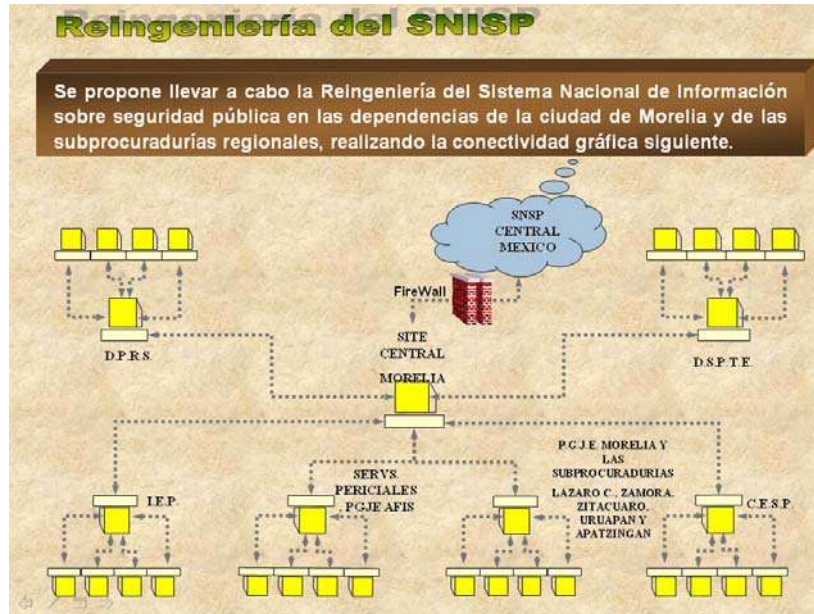 Reingeniería del SNISP
Se propone llevar a cabo la Reingeniería del Sistema Nacional de Información
sobre seguridad pública en las dependencias de la ciudad de Morelia y de las
subprocuradurías regionales, realizando la conectividad gráfica siguiente.
SNSP
CENTRAL
MEXICO
FireWall
SITE
CENTRAL
MORELIA
D.P.R.S.
D.S.P.T.E.
I.E.P.
SERVS.
PERICIALES
, PGJE AFIS
P.G.J.E. MORELIA Y
LAS
SUBPROCURADURIAS
LAZARO C., ZAMORA,
ZITACUARO,
URUAPAN Y
APATZINGAN
C.E.S.P.